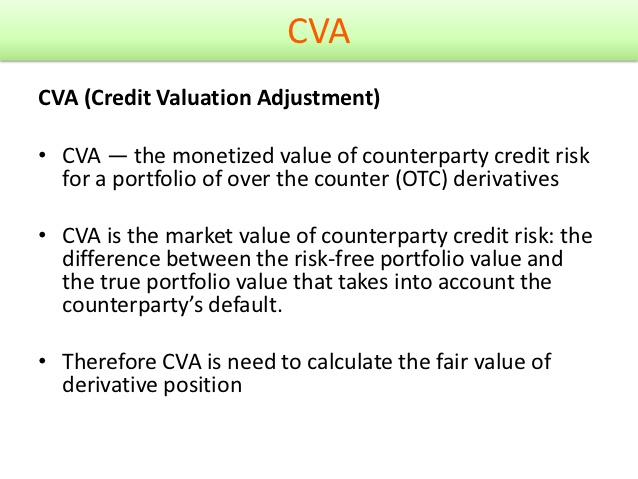 CVA
CVA (Credit Valuation Adjustment)
• CVA — the monetized value of counterparty credit risk
for a portfolio of over the counter (OTC) derivatives
• CVA is the market value of counterparty credit risk: the
difference between the risk-free portfolio value and
the true portfolio value that takes into account the
counterparty’s default.
• Therefore CVA is need to calculate the fair value of
derivative position